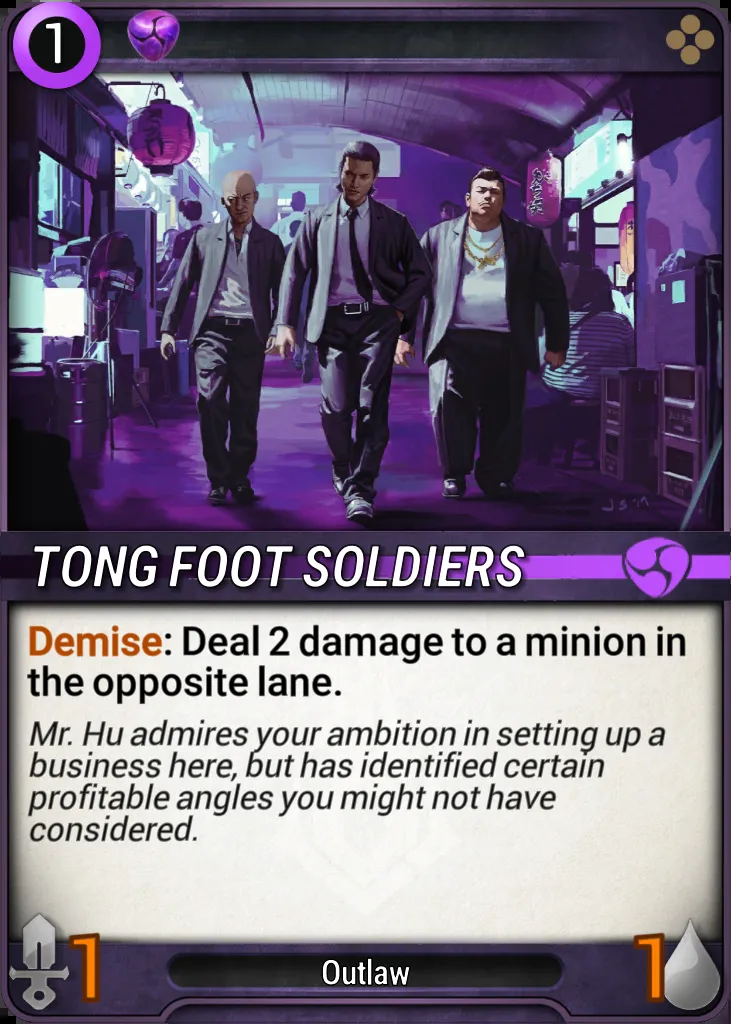 1
TONG FOOT SOLDIERS
Demise: Deal 2 damage to a minion in
the opposite lane.
Mr. Hu admires your ambition in setting up a
business here, but has identified certain
profitable angles you might not have
considered.
1
Outlaw
1